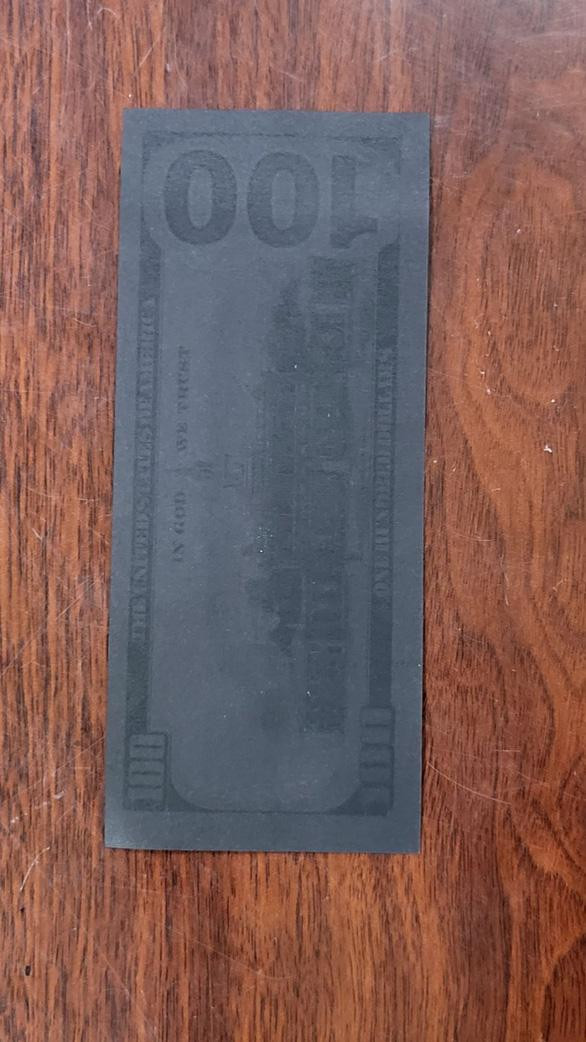 THE UNITED STATES OF AMERICA
IN GOD WE TRUST
100
ONE HUNDRED DOLLARS
100
100